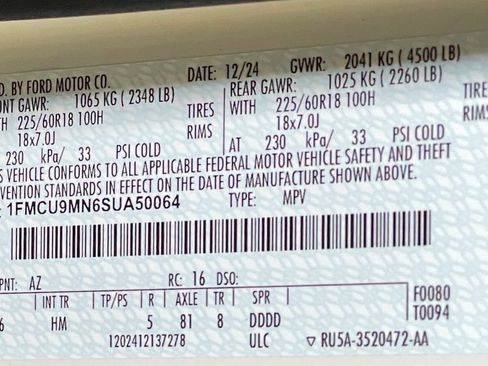 D. BY FORD MOTOR CO. DATE: 12/24 GVWR: 2041 KG ( 4500 LB)
ONT GAWR: 1065 KG ( 2348 LB) REAR GAWR: 1025 KG ( 2260 LB)
TH 225/60R18 100H TIRES WITH 225/60R18 100H TIRES
18x7.0J RIMS 18x7.0J RIMS
230 kPa/ 33 PSI COLD AT 230 kPa/ 33 PSI COLD
S VEHICLE CONFORMS TO ALL APPLICABLE FEDERAL MOTOR VEHICLE SAFETY AND THEFT
EVENTION STANDARDS IN EFFECT ON THE DATE OF MANUFACTURE SHOWN ABOVE.
: 1FMCU9MN6SUA50064 TYPE: MPV
PNT: AZ RC: 16 DSO:
INT TR TP/PS R AXLE TR SPR F0080
6 HM 5 81 8 DDDD T0094
1202412137278 ULC ▽ RU5A-3520472-AA